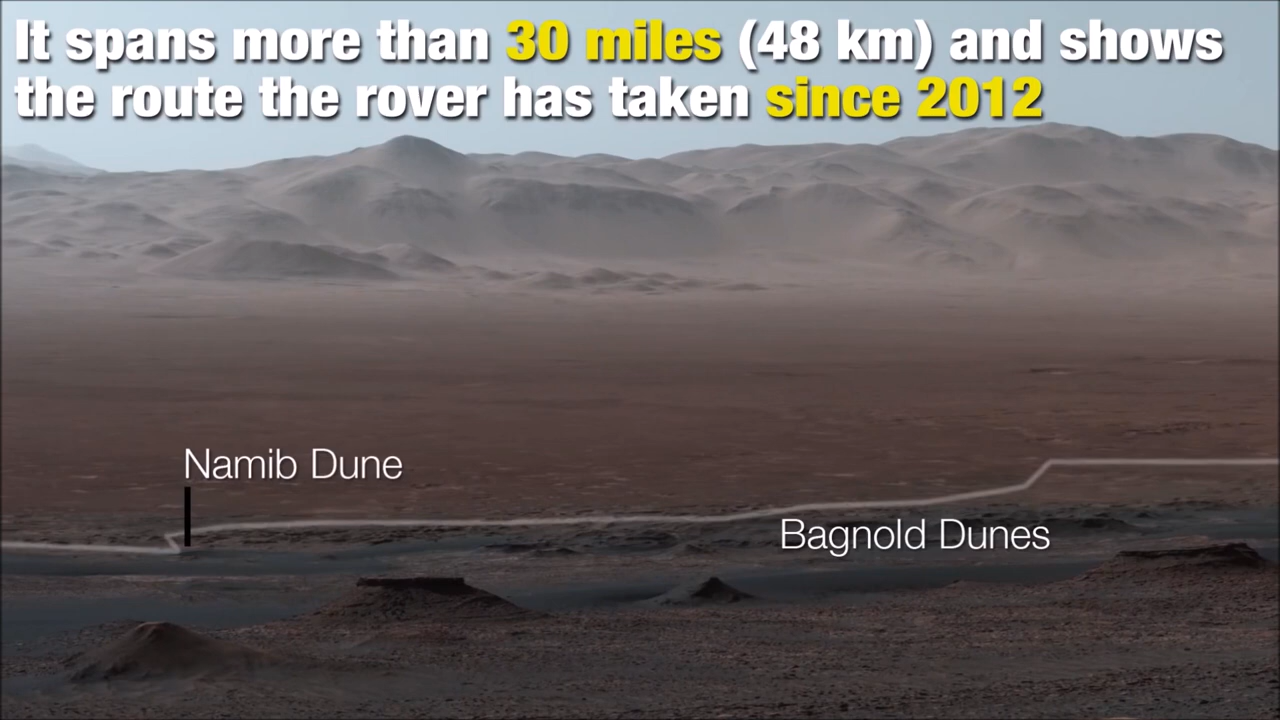 It spans more than 30 miles (48 km) and shows
the route the rover has taken since 2012
Namib Dune
Bagnold Dunes